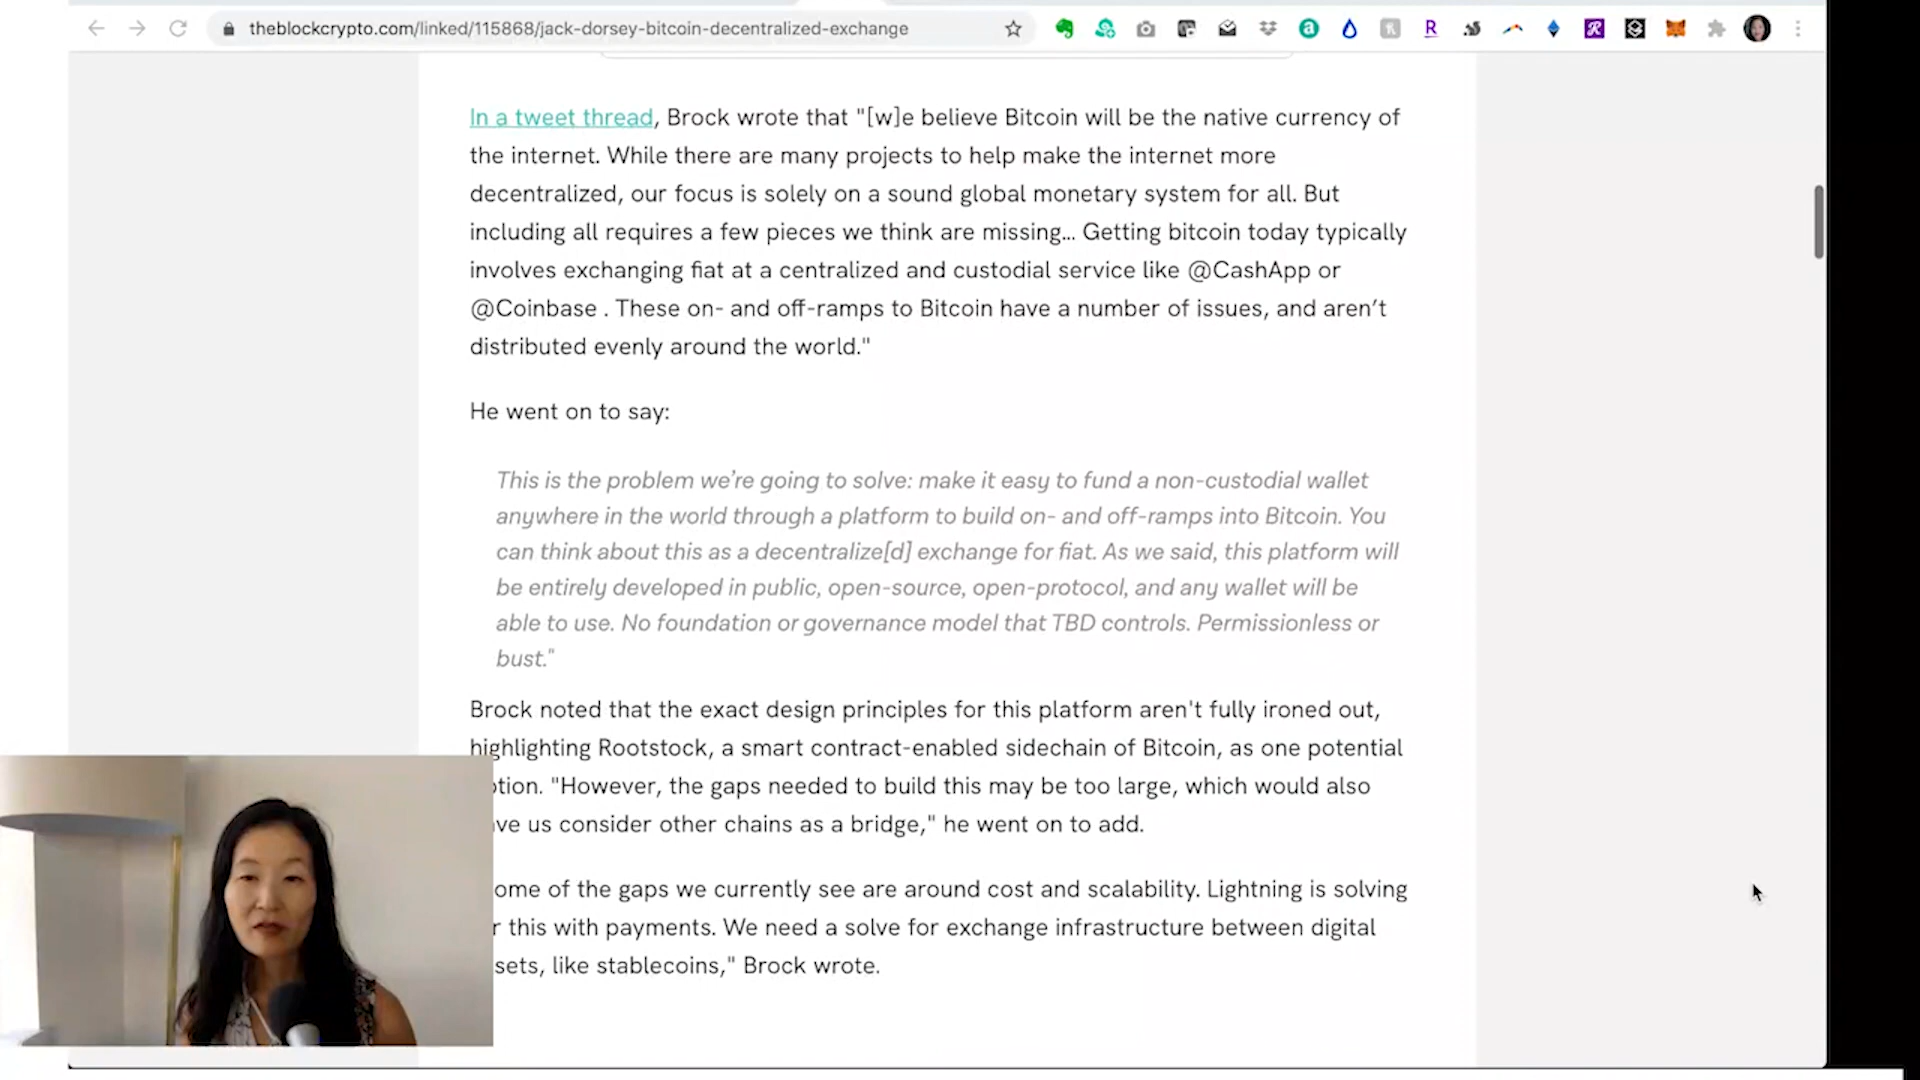 theblockcrypto.com/linked/115868/jack-dorsey-bitcoin-decentralized-exchange
In a tweet thread, Brock wrote that "[w]e believe Bitcoin will be the native currency of
the internet. While there are many projects to help make the internet more
decentralized, our focus is solely on a sound global monetary system for all. But
including all requires a few pieces we think are missing… Getting bitcoin today typically
involves exchanging fiat at a centralized and custodial service like @CashApp or
@Coinbase . These on- and off-ramps to Bitcoin have a number of issues, and aren’t
distributed evenly around the world."
He went on to say:
This is the problem we’re going to solve: make it easy to fund a non-custodial wallet
anywhere in the world through a platform to build on- and off-ramps into Bitcoin. You
can think about this as a decentralize[d] exchange for fiat. As we said, this platform will
be entirely developed in public, open-source, open-protocol, and any wallet will be
able to use. No foundation or governance model that TBD controls. Permissionless or
bust."
Brock noted that the exact design principles for this platform aren't fully ironed out,
highlighting Rootstock, a smart contract-enabled sidechain of Bitcoin, as one potential
tion. "However, the gaps needed to build this may be too large, which would also
ve us consider other chains as a bridge," he went on to add.
ome of the gaps we currently see are around cost and scalability. Lightning is solving
r this with payments. We need a solve for exchange infrastructure between digital
sets, like stablecoins," Brock wrote.